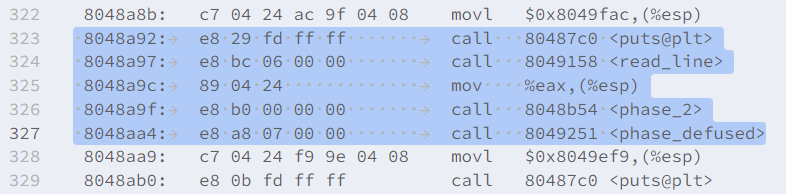 322 8048a8b: c7 04 24 ac 9f 04 08 movl $0x8049fac,(%esp)
323 8048a92: e8 29 fd ff ff call 80487c0 <puts@plt>
324 8048a97: e8 bc 06 00 00 call 8049158 <read_line>
325 8048a9c: 89 04 24 mov %eax,(%esp)
326 8048a9f: e8 b0 00 00 00 call 8048b54 <phase_2>
327 8048aa4: e8 a8 07 00 00 call 8049251 <phase_defused>
328 8048aa9: c7 04 24 f9 9e 04 08 movl $0x8049ef9,(%esp)
329 8048ab0: e8 0b fd ff ff call 80487c0 <puts@plt>